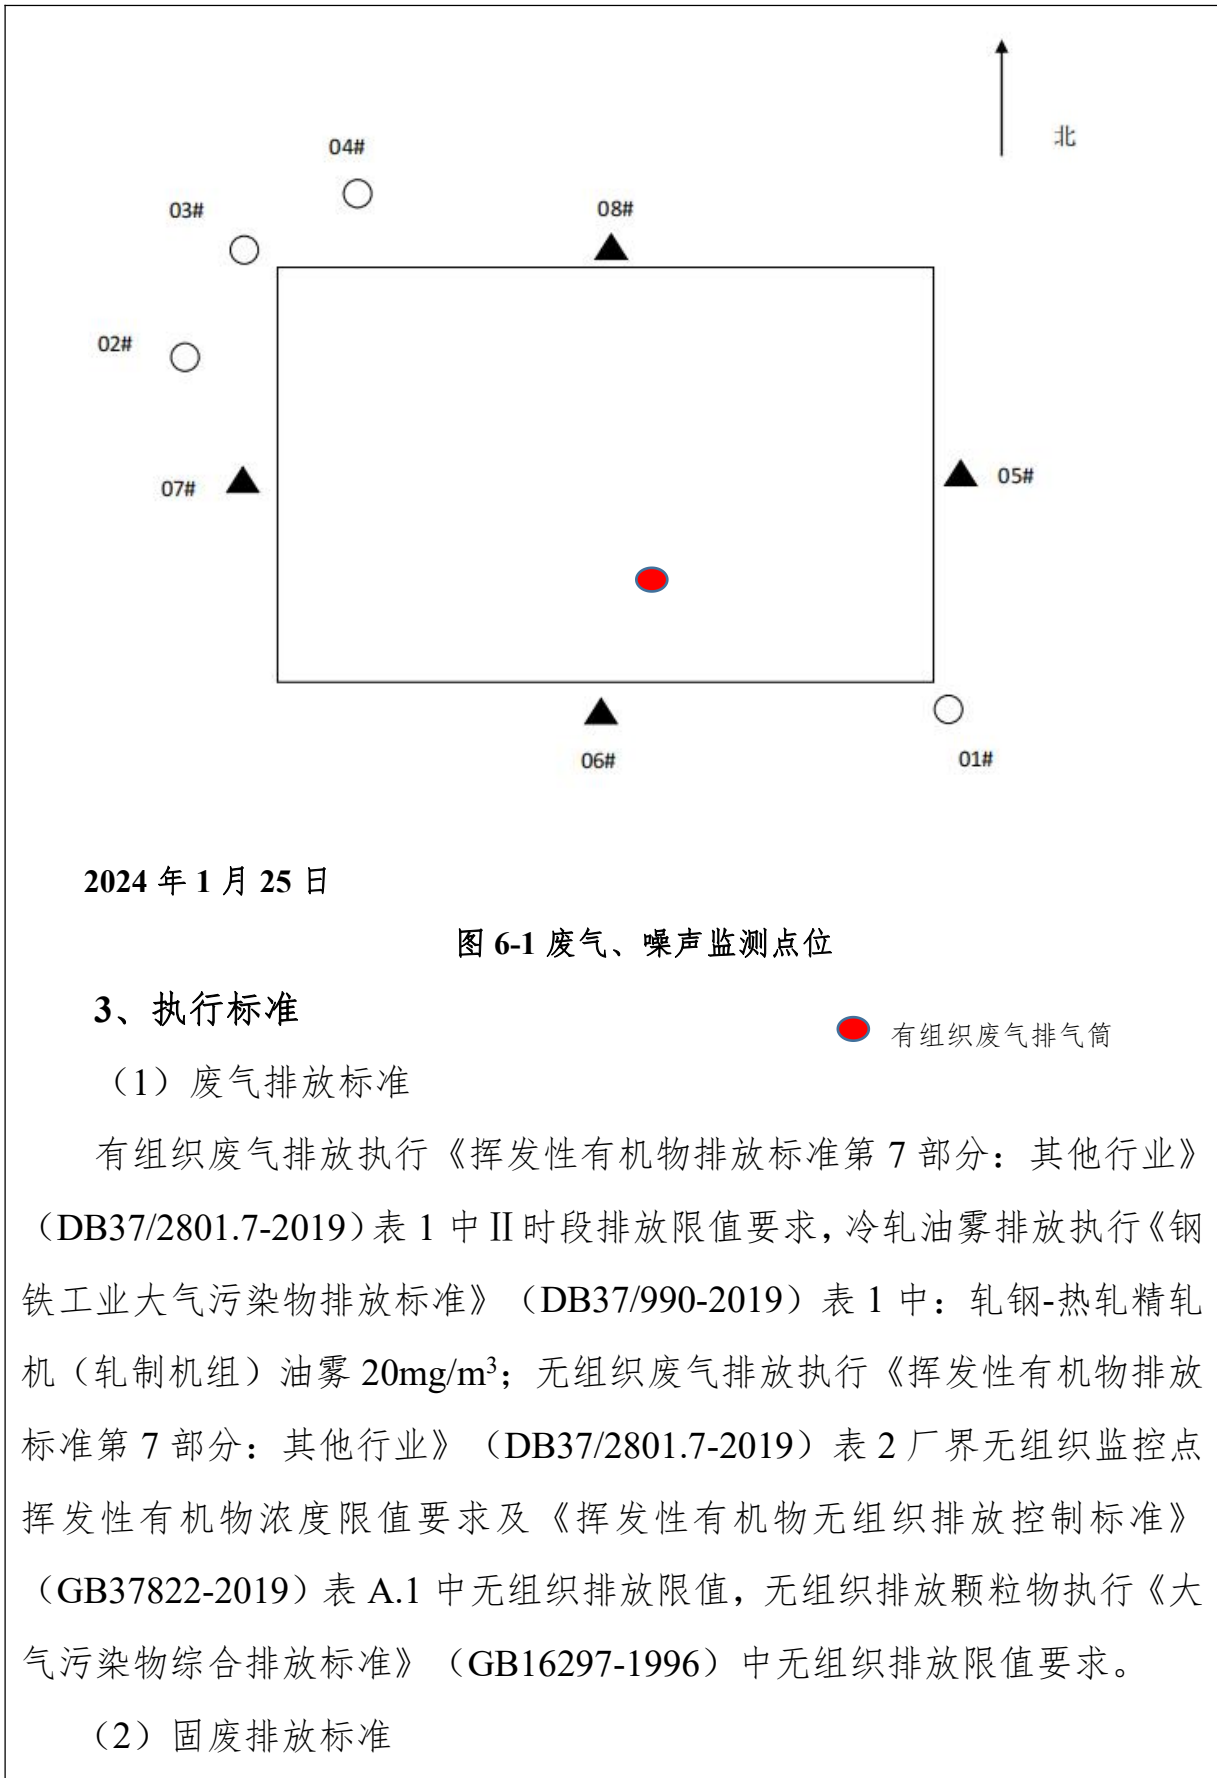 北
04#
03#
08#
02#
07#
05#
06#
01#
2024 年 1 月 25 日
图 6-1 废气、噪声监测点位
3、执行标准
有组织废气排气筒
（1）废气排放标准
有组织废气排放执行《挥发性有机物排放标准第 7 部分：其他行业》
（DB37/2801.7-2019）表 1 中Ⅱ时段排放限值要求，冷轧油雾排放执行《钢
铁工业大气污染物排放标准》（DB37/990-2019）表 1 中：轧钢-热轧精轧
机（轧制机组）油雾 20mg/m³；无组织废气排放执行《挥发性有机物排放
标准第 7 部分：其他行业》（DB37/2801.7-2019）表 2 厂界无组织监控点
挥发性有机物浓度限值要求及《挥发性有机物无组织排放控制标准》
（GB37822-2019）表 A.1 中无组织排放限值，无组织排放颗粒物执行《大
气污染物综合排放标准》（GB16297-1996）中无组织排放限值要求。
（2）固废排放标准